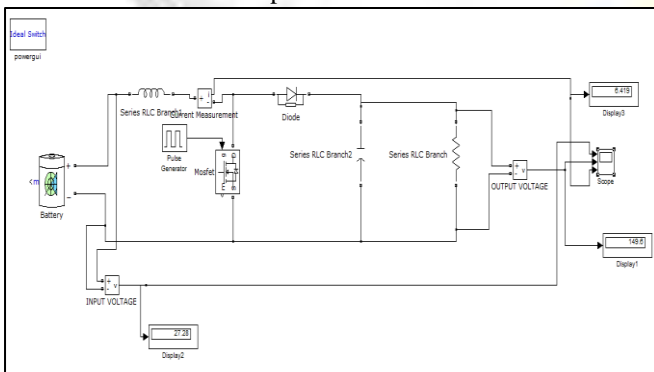 Ideal Switch
powergui
Series RLC Branch1
Current Measurement
Diode
6.419
Display3
Pulse
Generator
Mosfet
Series RLC Branch2
Series RLC Branch
+
-
v
OUTPUT VOLTAGE
Scope
+
-
<m
Battery
149.6
Display1
+
-
v
INPUT VOLTAGE
27.28
Display2